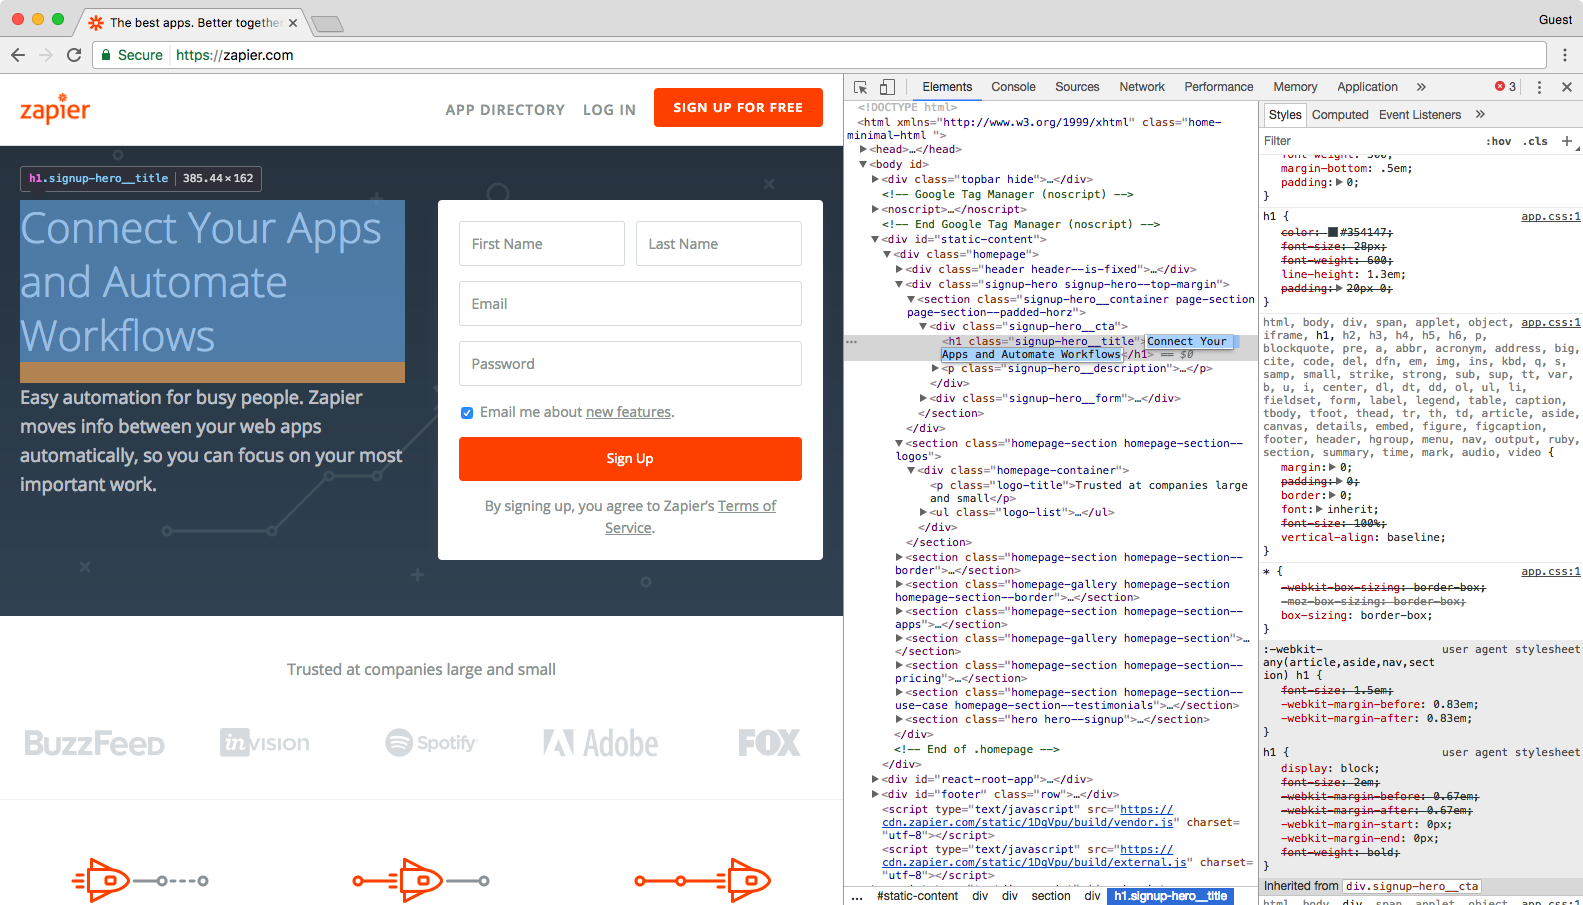 The best apps. Better togethe
Guest
Secure
https://zapier.com
zapier
APP DIRECTORY
LOG IN
SIGN UP FOR FREE
h1.signup-hero__title
385.44×162
Connect Your Apps
and Automate
Workflows
Easy automation for busy people. Zapier
moves info between your web apps
automatically, so you can focus on your most
important work.
First Name
Last Name
Email
Password
Email me about new features.
Sign Up
By signing up, you agree to Zapier's Terms of
Service.
Trusted at companies large and small
BuzzFeed
inVISION
Spotify
Adobe
FOX
Elements
Console
Sources
Network
Performance
Memory
Application
»
3
<!DOCTYPE html>
<html xmlns="http://www.w3.org/1999/xhtml" class="home-
minimal-html ">
<head>…</head>
<body id>
<div class="topbar hide">…</div>
<!-- Google Tag Manager (noscript) -->
<noscript>…</noscript>
<!-- End Google Tag Manager (noscript) -->
<div id="static-content">
<div class="homepage">
<div class="header header--is-fixed">…</div>
<div class="signup-hero signup-hero--top-margin">
<section class="signup-hero__container page-section
page-section--padded-horz">
<div class="signup-hero__cta">
… <h1 class="signup-hero__title">Connect Your
Apps and Automate Workflows</h1> == $0
<p class="signup-hero__description">…</p>
</div>
<div class="signup-hero__form">…</div>
</section>
</div>
<section class="homepage-section homepage-section--
logos">
<div class="homepage-container">
<p class="logo-title">Trusted at companies large
and small</p>
<ul class="logo-list">…</ul>
</div>
</section>
<section class="homepage-section homepage-section--
border">…</section>
<section class="homepage-gallery homepage-section
homepage-section--border">…</section>
<section class="homepage-section homepage-section--
apps">…</section>
<section class="homepage-gallery homepage-section">…
</section>
<section class="homepage-section homepage-section--
pricing">…</section>
<section class="homepage-section homepage-section--
use-case homepage-section--testimonials">…</section>
<section class="hero hero--signup">…</section>
</div>
<!-- End of .homepage -->
</div>
<div id="react-root-app">…</div>
<div id="footer" class="row">…</div>
<script type="text/javascript" src="https://
cdn.zapier.com/static/1DqVpu/build/vendor.js" charset=
"utf-8"></script>
<script type="text/javascript" src="https://
cdn.zapier.com/static/1DqVpu/build/external.js" charset=
"utf-8"></script>
… #static-content div div section div h1.signup-hero__title
Styles
Computed
Event Listeners
»
Filter
:hov
.cls
+
font-weight: 300;
margin-bottom: .5em;
padding: 0;
}
h1 {
app.css:1
color: #354147;
font-size: 28px;
font-weight: 600;
line-height: 1.3em;
padding: 20px 0;
}
html, body, div, span, applet, object,
app.css:1
iframe, h1, h2, h3, h4, h5, h6, p,
blockquote, pre, a, abbr, acronym, address, big,
cite, code, del, dfn, em, img, ins, kbd, q, s,
samp, small, strike, strong, sub, sup, tt, var,
b, u, i, center, dl, dt, dd, ol, ul, li,
fieldset, form, label, legend, table, caption,
tbody, tfoot, thead, tr, th, td, article, aside,
canvas, details, embed, figure, figcaption,
footer, header, hgroup, menu, nav, output, ruby,
section, summary, time, mark, audio, video {
margin: 0;
padding: 0;
border: 0;
font: inherit;
font-size: 100%;
vertical-align: baseline;
}
* {
app.css:1
-webkit-box-sizing: border-box;
-moz-box-sizing: border-box;
box-sizing: border-box;
}
:-webkit-
user agent stylesheet
any(article,aside,nav,sect
ion) h1 {
font-size: 1.5em;
-webkit-margin-before: 0.83em;
-webkit-margin-after: 0.83em;
}
h1 {
user agent stylesheet
display: block;
font-size: 2em;
-webkit-margin-before: 0.67em;
-webkit-margin-after: 0.67em;
-webkit-margin-start: 0px;
-webkit-margin-end: 0px;
font-weight: bold;
}
Inherited from div.signup-hero__cta
html, body, div, span, applet, object,
app.css:1